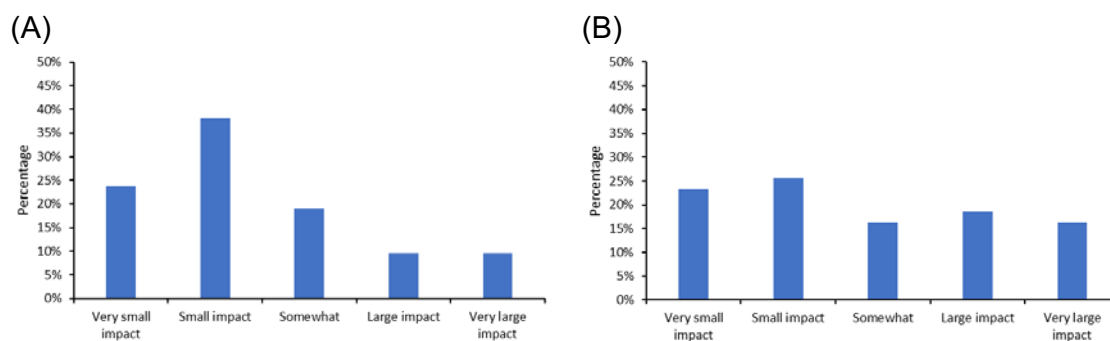 (A)
50%
45%
40%
35%
30%
25%
20%
15%
10%
5%
0%
Percentage
Very small
impact
Small impact
Somewhat
Large impact
Very large
impact
(B)
50%
45%
40%
35%
30%
25%
20%
15%
10%
5%
0%
Percentage
Very small
impact
Small impact
Somewhat
Large impact
Very large
impact